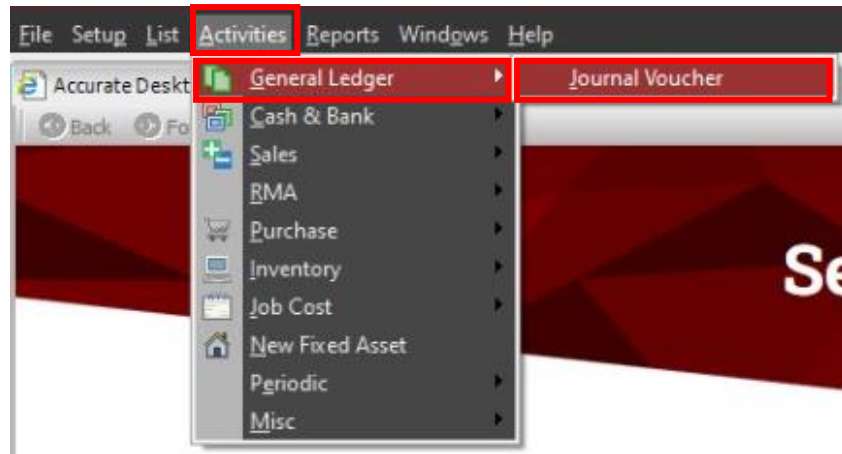 File Setup List Activities Reports Windows Help
Accurate Deskt
General Ledger
Journal Voucher
Back Fo
Cash & Bank
Sales
RMA
Purchase
Inventory
Job Cost
New Fixed Asset
Periodic
Misc
Se